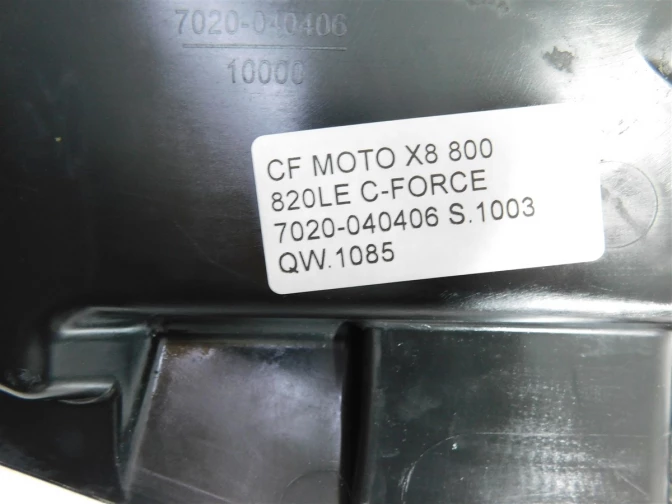 7020-040406
10000
CF MOTO X8 800
820LE C-FORCE
7020-040406 S.1003
QW.1085